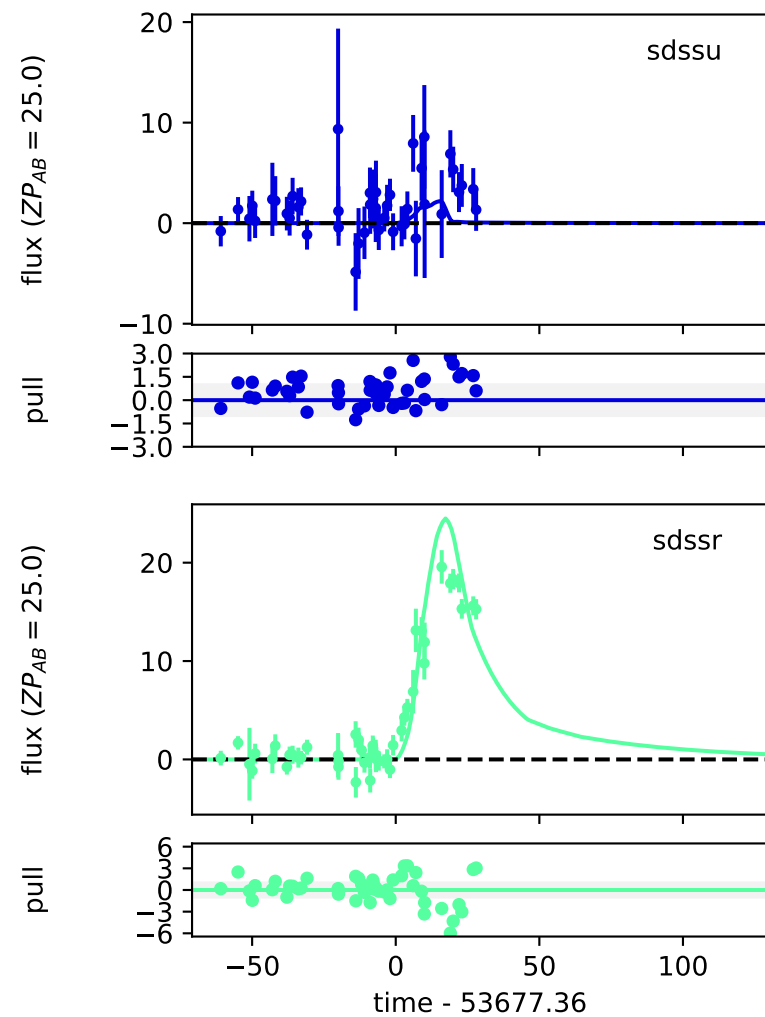 20
sdssu
10
flux (ZP_AB = 25.0)
0
−10
3.0
1.5
pull
0.0
−1.5
−3.0
sdssr
20
flux (ZP_AB = 25.0)
10
0
6
3
pull
0
−3
−6
−50 0 50 100
time - 53677.36